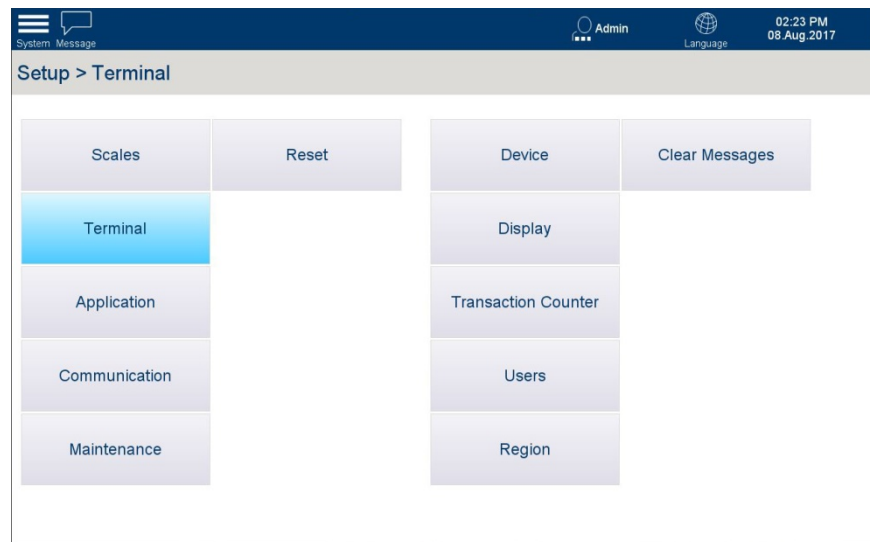 System Message
Admin
Language
02:23 PM
08.Aug.2017
Setup > Terminal
Scales
Reset
Device
Clear Messages
Terminal
Display
Application
Transaction Counter
Communication
Users
Maintenance
Region